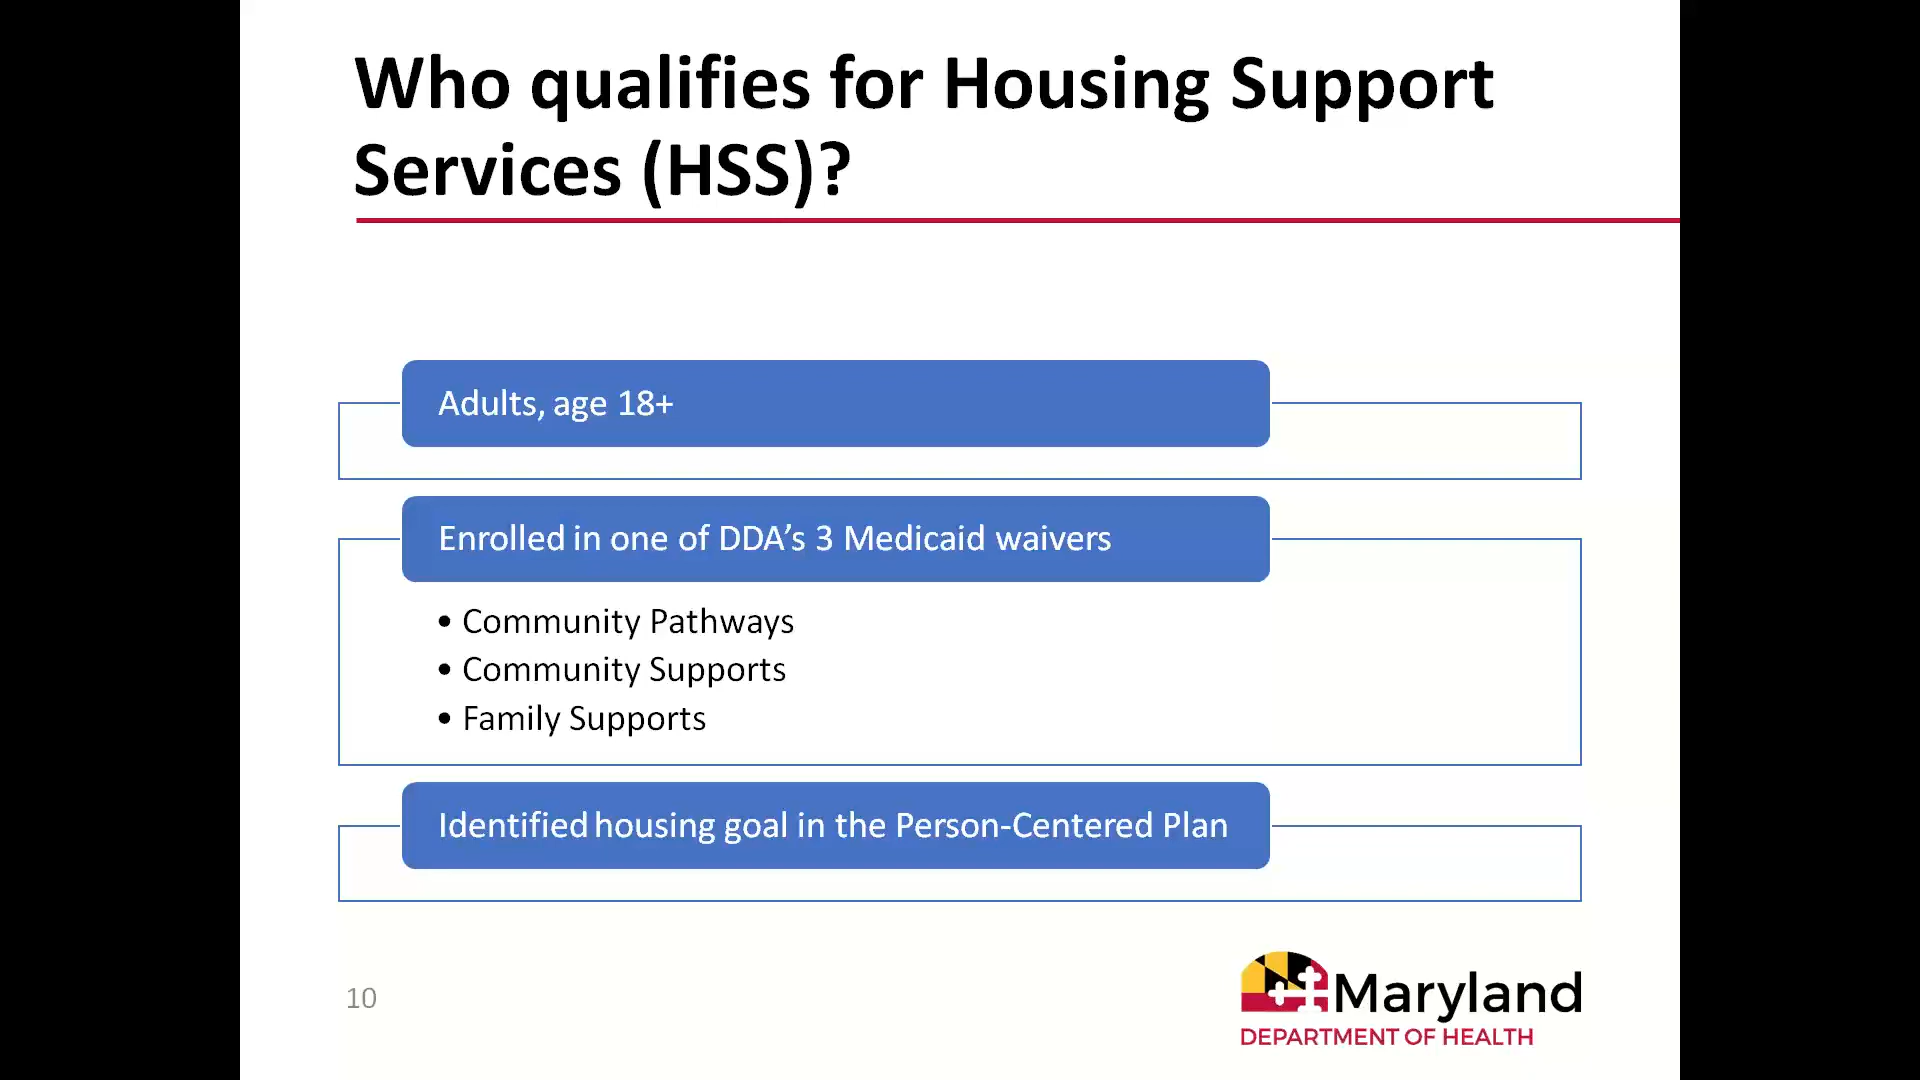 Who qualifies for Housing Support
Services (HSS)?
Adults, age 18+
Enrolled in one of DDA’s 3 Medicaid waivers
• Community Pathways
• Community Supports
• Family Supports
Identified housing goal in the Person-Centered Plan
10
Maryland
DEPARTMENT OF HEALTH